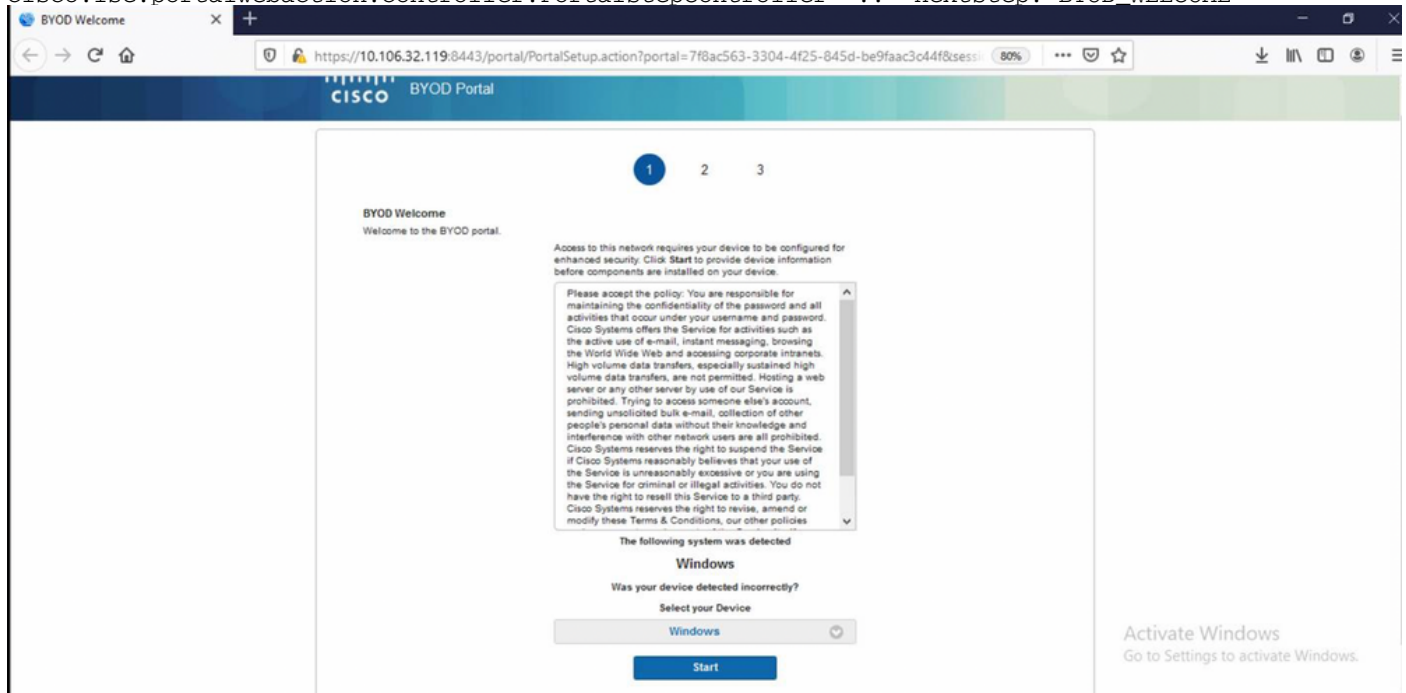 cisco.ise.portalwebaction.controller.PortalStepController -::- nextStep: BYOD_WELCOME
BYOD Welcome
https://10.106.32.119:8443/portal/PortalSetup.action?portal=7f8ac563-3304-4f25-845d-be9faac3c44f&sessi
80%
CISCO BYOD Portal
1 2 3
BYOD Welcome
Welcome to the BYOD portal.
Access to this network requires your device to be configured for
enhanced security. Click Start to provide device information
before components are installed on your device.
Please accept the policy: You are responsible for
maintaining the confidentiality of the password and all
activities that occur under your username and password.
Cisco Systems offers the Service for activities such as
the active use of e-mail, instant messaging, browsing
the World Wide Web and accessing corporate intranets.
High volume data transfers, especially sustained high
volume data transfers, are not permitted. Hosting a web
server or any other server by use of our Service is
prohibited. Trying to access someone else's account,
sending unsolicited bulk e-mail, collection of other
people's personal data without their knowledge and
interference with other network users are all prohibited.
Cisco Systems reserves the right to suspend the Service
if Cisco Systems reasonably believes that your use of
the Service is unreasonably excessive or you are using
the Service for criminal or illegal activities. You do not
have the right to resell this Service to a third party.
Cisco Systems reserves the right to revise, amend or
modify these Terms & Conditions, our other policies
The following system was detected
Windows
Was your device detected incorrectly?
Select your Device
Windows
Start
Activate Windows
Go to Settings to activate Windows.